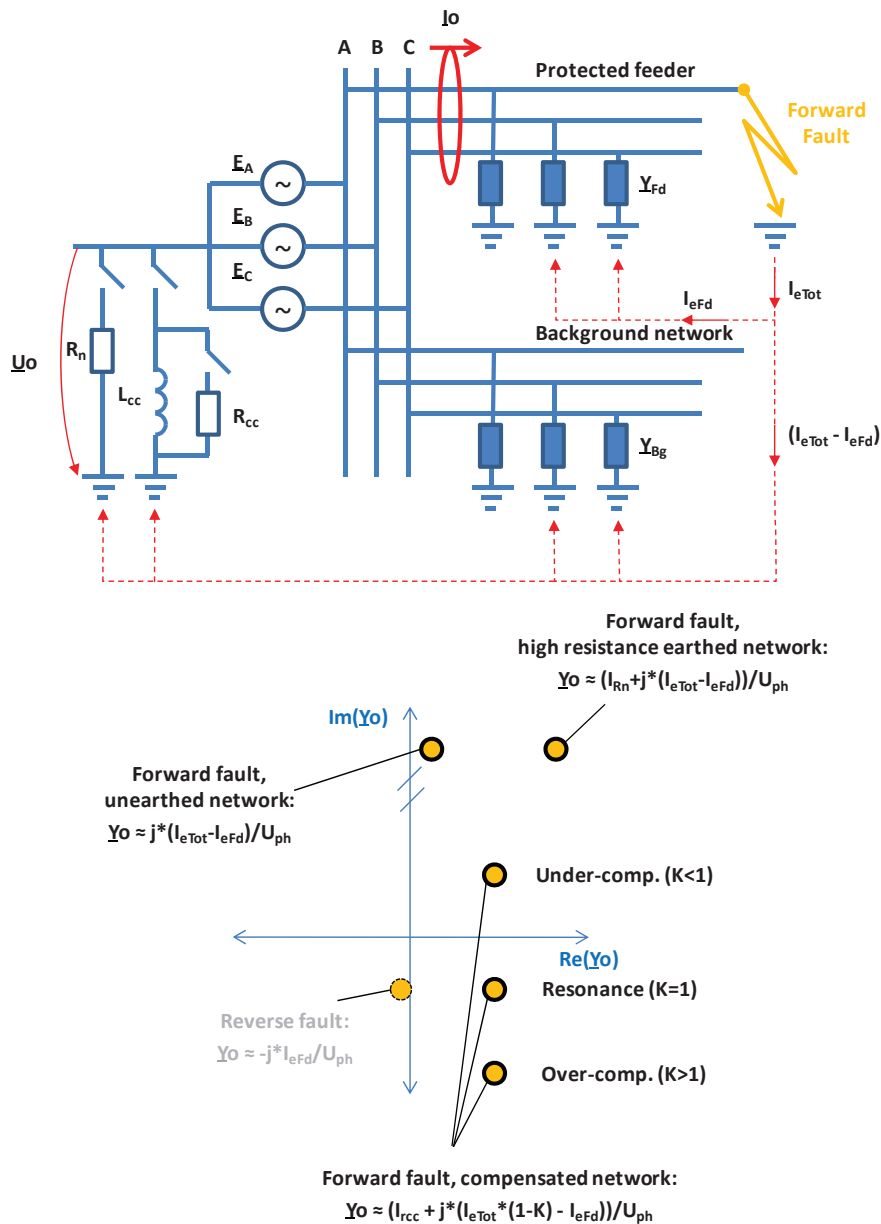 Io
A B C
Protected feeder
Forward
Fault
EA
~
YFd
EB
~
EC
~
IeFd
IeTot
Background network
Rn
Uo
Lcc
Rcc
(IeTot - IeFd)
YBg
Forward fault,
high resistance earthed network:
Yo ≈ (IRn+j*(IeTot-IeFd))/Uph
Im(Yo)
Forward fault,
unearthed network:
Yo ≈ j*(IeTot-IeFd)/Uph
Under-comp. (K<1)
Re(Yo)
Resonance (K=1)
Reverse fault:
Yo ≈ -j*IeFd/Uph
Over-comp. (K>1)
Forward fault, compensated network:
Yo ≈ (Ircc + j*(IeTot*(1-K) - IeFd))/Uph